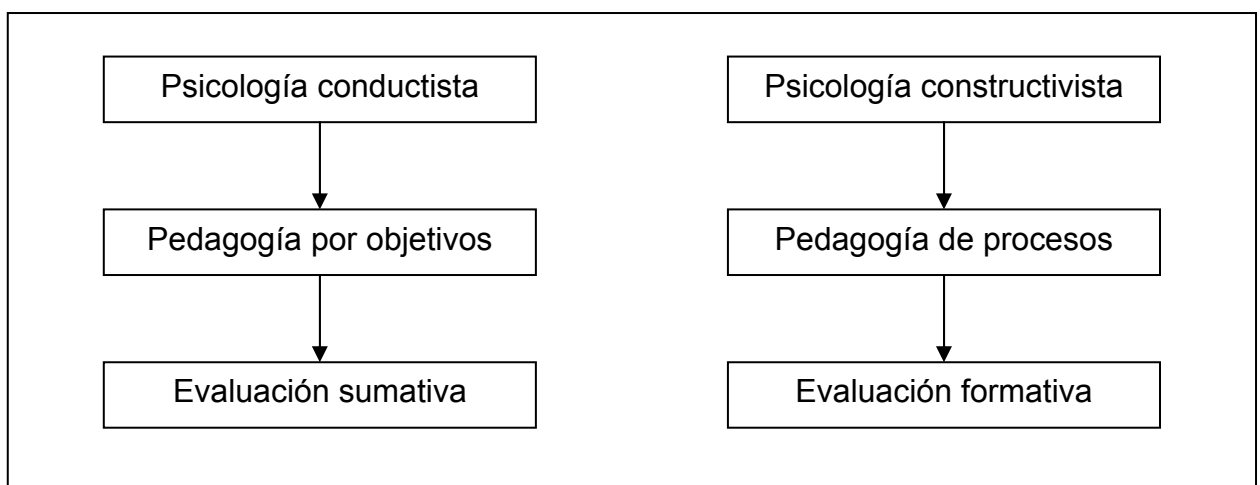 Psicología conductista
Pedagogía por objetivos
Evaluación sumativa
Psicología constructivista
Pedagogía de procesos
Evaluación formativa